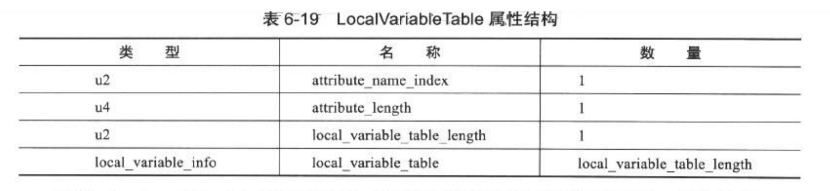 表 6-19 LocalVariableTable 属性结构
类 型 名 称 数 量
u2 attribute_name_index 1
u4 attribute_length 1
u2 local_variable_table_length 1
local_variable_info local_variable_table local_variable_table_length